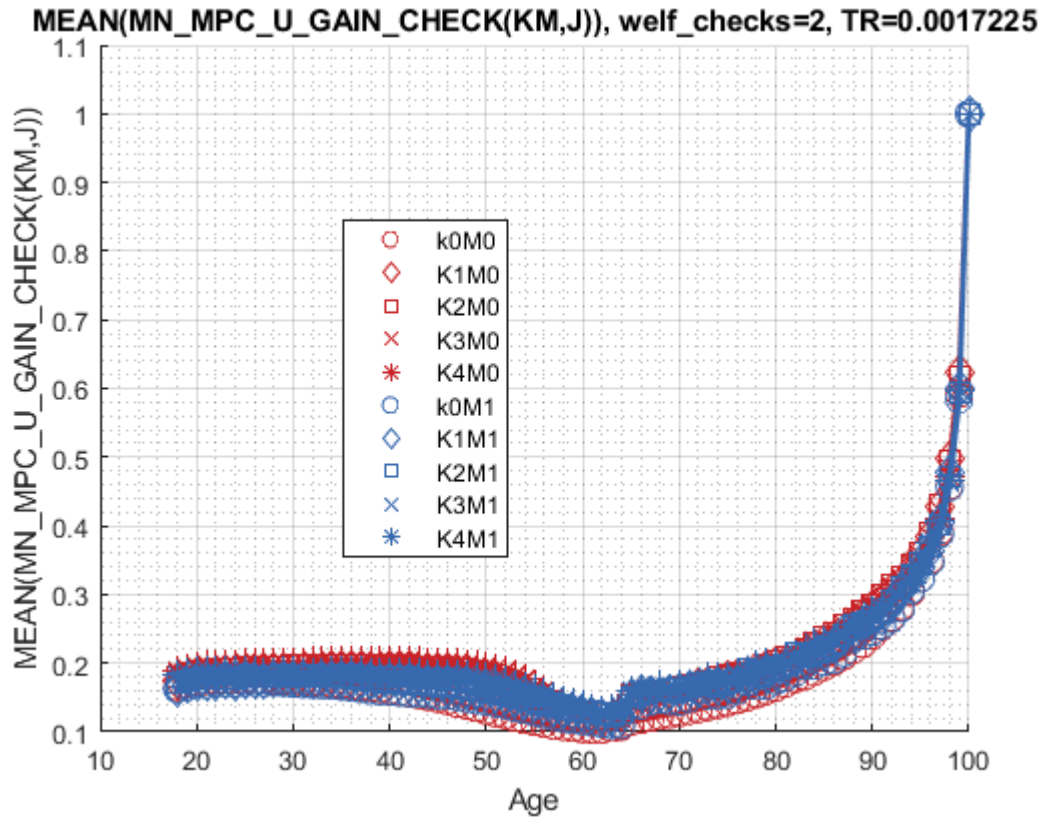 MEAN(MN_MPC_U_GAIN_CHECK(KM,J)), welf_checks=2, TR=0.0017225
MEAN(MN_MPC_U_GAIN_CHECK(KM,J))
1.1
1
0.9
0.8
0.7
0.6
0.5
0.4
0.3
0.2
0.1
k0M0
K1M0
K2M0
K3M0
K4M0
k0M1
K1M1
K2M1
K3M1
K4M1
10 20 30 40 50 60 70 80 90 100
Age